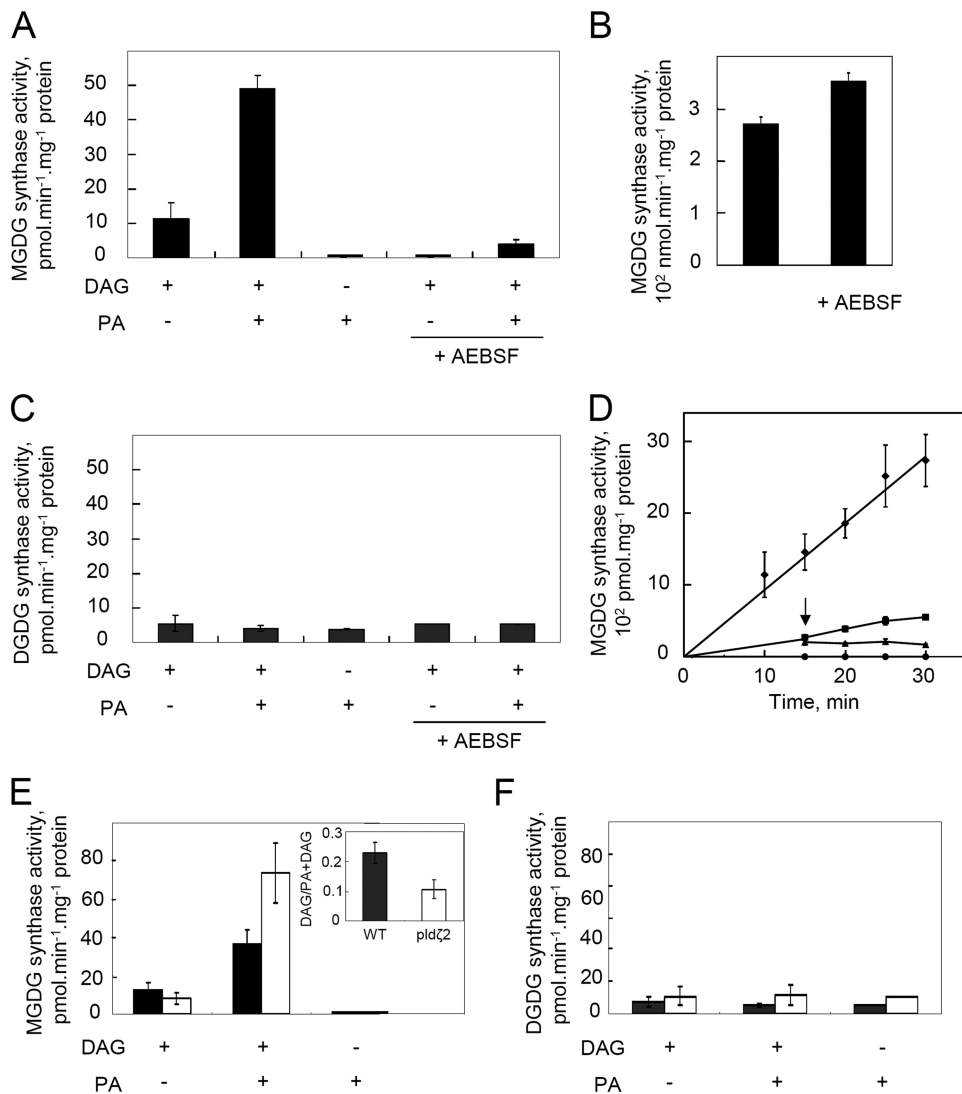 A
MGDG synthase activity,
pmol.min-1.mg-1 protein
50
40
30
20
10
0
DAG + + - + +
PA - + + - +
+ AEBSF
B
MGDG synthase activity,
10² nmol.min-1.mg-1 protein
3
2
1
0
+ AEBSF
C
DGDG synthase activity,
pmol.min-1.mg-1 protein
50
40
30
20
10
0
DAG + + - + +
PA - + + - +
+ AEBSF
D
MGDG synthase activity,
10² pmol.mg-1 protein
30
20
10
0
0 10 20 30
Time, min
E
MGDG synthase activity,
pmol.min-1.mg-1 protein
80
60
40
20
0
DAG/PA+DAG
0.3
0.2
0.1
0
WT pldζ2
DAG + + -
PA - + +
F
DGDG synthase activity,
pmol.min-1.mg-1 protein
80
60
40
20
0
DAG + + -
PA - + +